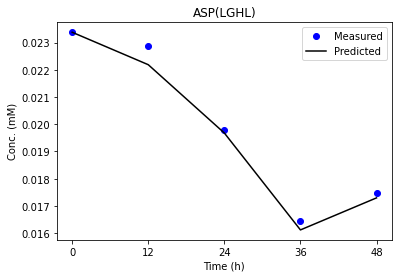 ASP(LGHL)
Measured
Predicted
Conc. (mM)
0.023
0.022
0.021
0.020
0.019
0.018
0.017
0.016
0
12
24
36
48
Time (h)